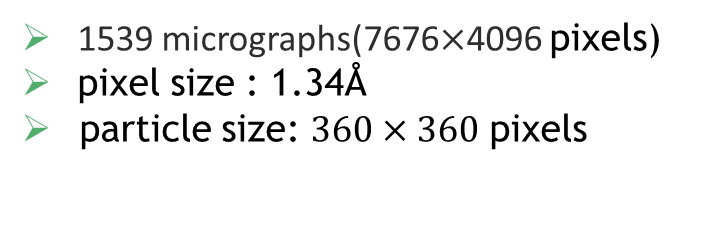 1539 micrographs(7676×4096 pixels)
pixel size : 1.34Å
particle size: 360 × 360 pixels